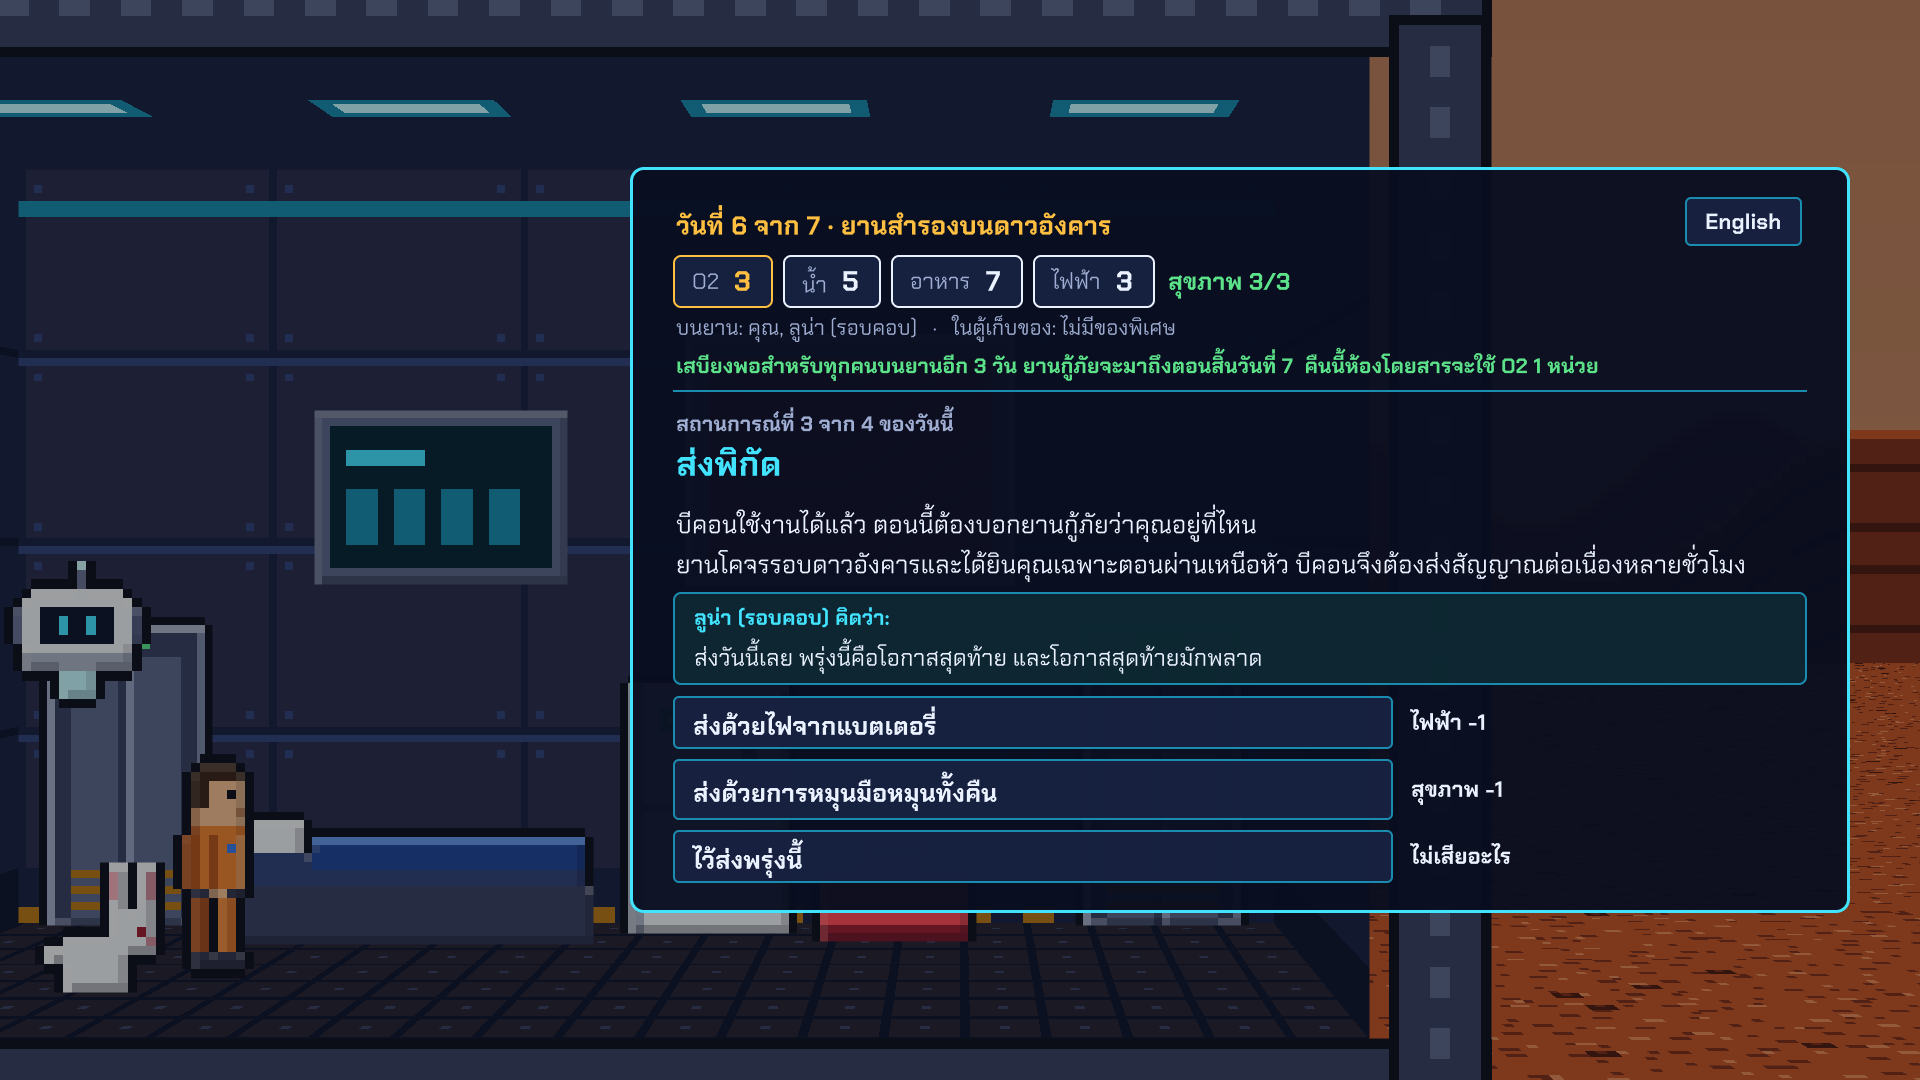 วันที่ 6 จาก 7 · ยานสำรองบนดาวอังคาร
English
O2 3 น้ำ 5 อาหาร 7 ไฟฟ้า 3 สุขภาพ 3/3
บนยาน: คุณ, ลูน่า (รอบคอบ) · ในตู้เก็บของ: ไม่มีของพิเศษ
เสบียงพอสำหรับทุกคนบนยานอีก 3 วัน ยานกู้ภัยจะมาถึงตอนสิ้นวันที่ 7 คืนนี้ห้องโดยสารจะใช้ O2 1 หน่วย
สถานการณ์ที่ 3 จาก 4 ของวันนี้
ส่งพิกัด
บีคอนใช้งานได้แล้ว ตอนนี้ต้องบอกยานกู้ภัยว่าคุณอยู่ที่ไหน
ยานโคจรรอบดาวอังคารและได้ยินคุณเฉพาะตอนผ่านเหนือหัว บีคอนจึงต้องส่งสัญญาณต่อเนื่องหลายชั่วโมง
ลูน่า (รอบคอบ) คิดว่า:
ส่งวันนี้เลย พรุ่งนี้คือโอกาสสุดท้าย และโอกาสสุดท้ายมักพลาด
ส่งด้วยไฟจากแบตเตอรี่ ไฟฟ้า -1
ส่งด้วยการหมุนมือหมุนทั้งคืน สุขภาพ -1
ไว้ส่งพรุ่งนี้ ไม่เสียอะไร